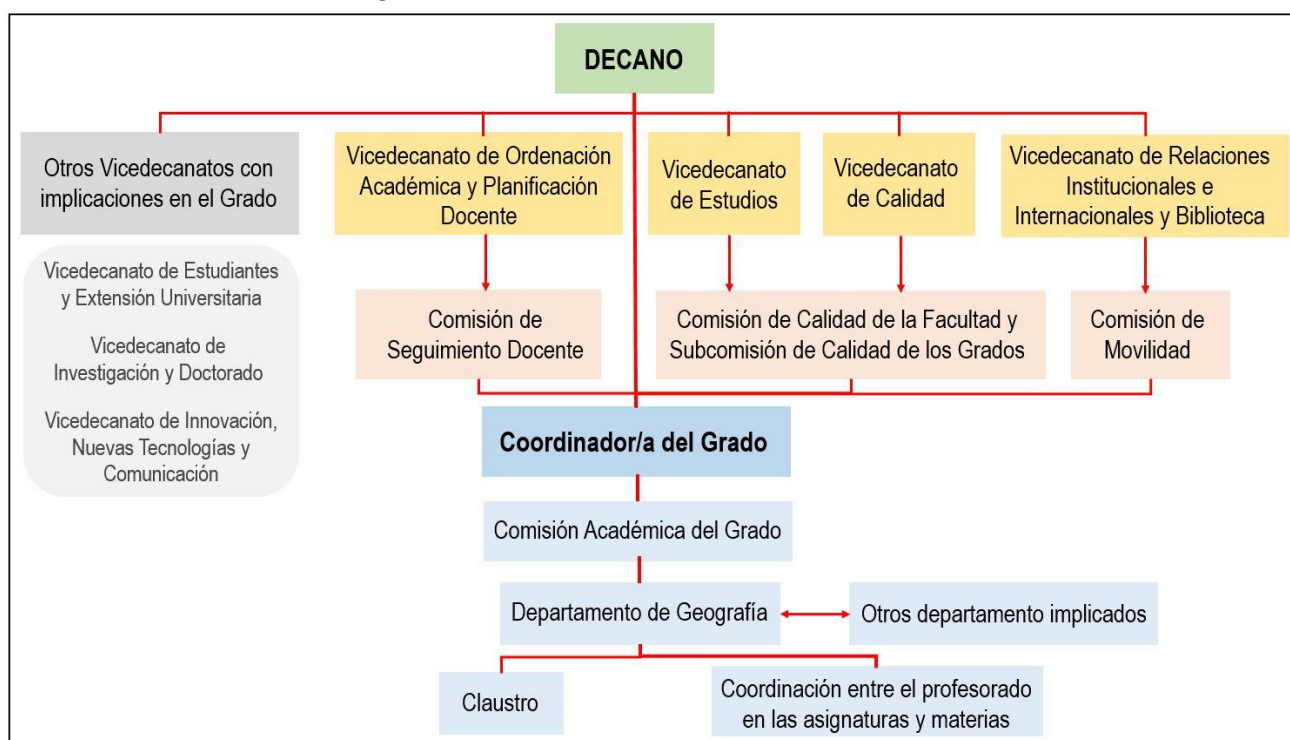 DECANO
Otros Vicedecanatos con
implicaciones en el Grado
Vicedecanato de Ordenación
Académica y Planificación
Docente
Vicedecanato
de Estudios
Vicedecanato
de Calidad
Vicedecanato de Relaciones
Institucionales e
Internacionales y Biblioteca
Vicedecanato de Estudiantes
y Extensión Universitaria
Vicedecanato de
Investigación y Doctorado
Vicedecanato de Innovación,
Nuevas Tecnologías y
Comunicación
Comisión de
Seguimiento Docente
Comisión de Calidad de la Facultad y
Subcomisión de Calidad de los Grados
Comisión de
Movilidad
Coordinador/a del Grado
Comisión Académica del Grado
Departamento de Geografía
Otros departamento implicados
Claustro
Coordinación entre el profesorado
en las asignaturas y materias